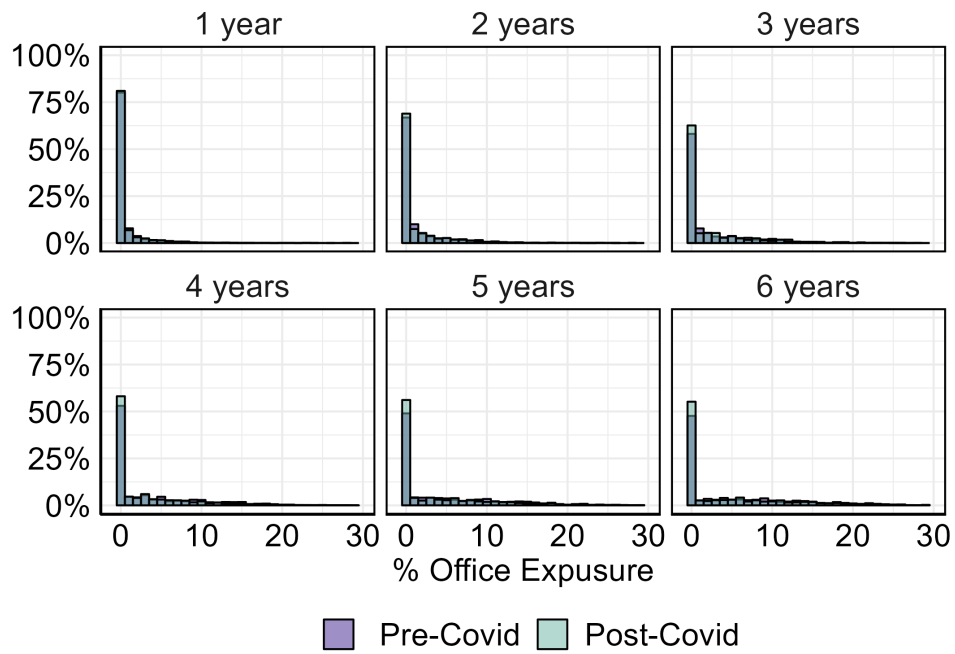 1 year 2 years 3 years
100%
75%
50%
25%
0%
4 years 5 years 6 years
100%
75%
50%
25%
0%
0 10 20 30 0 10 20 30 0 10 20 30
% Office Expusure
Pre-Covid Post-Covid